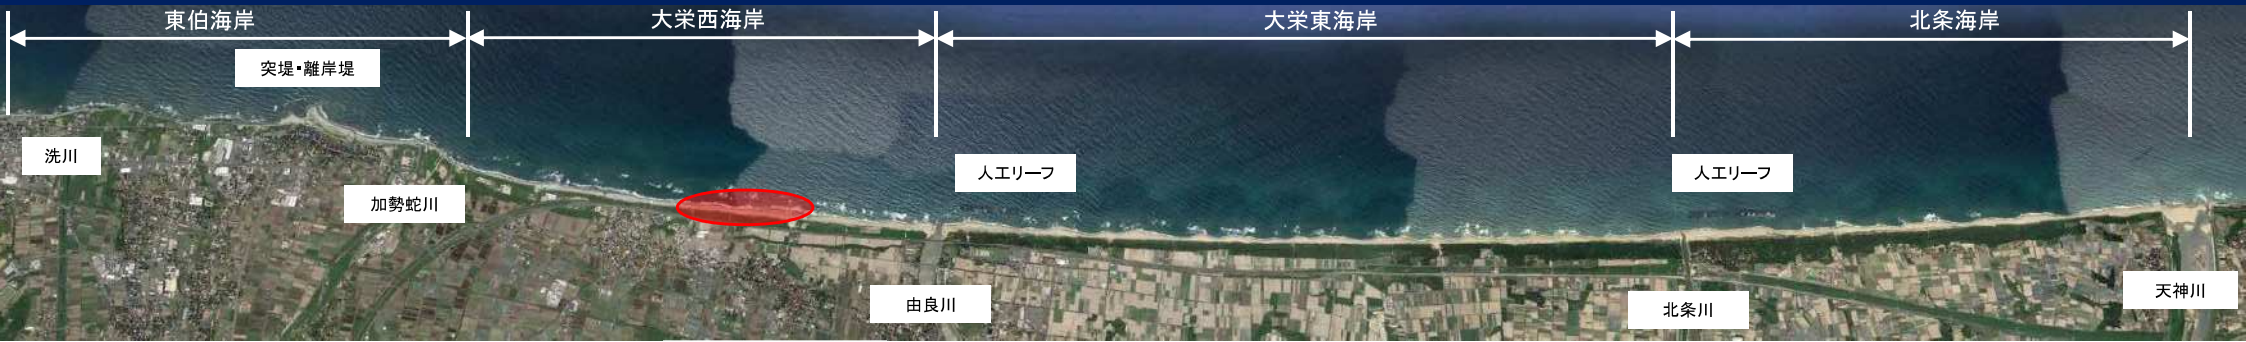 東伯海岸
大栄西海岸
大栄東海岸
北条海岸
突堤・離岸堤
洗川
人工リーフ
人工リーフ
加勢蛇川
由良川
北条川
天神川